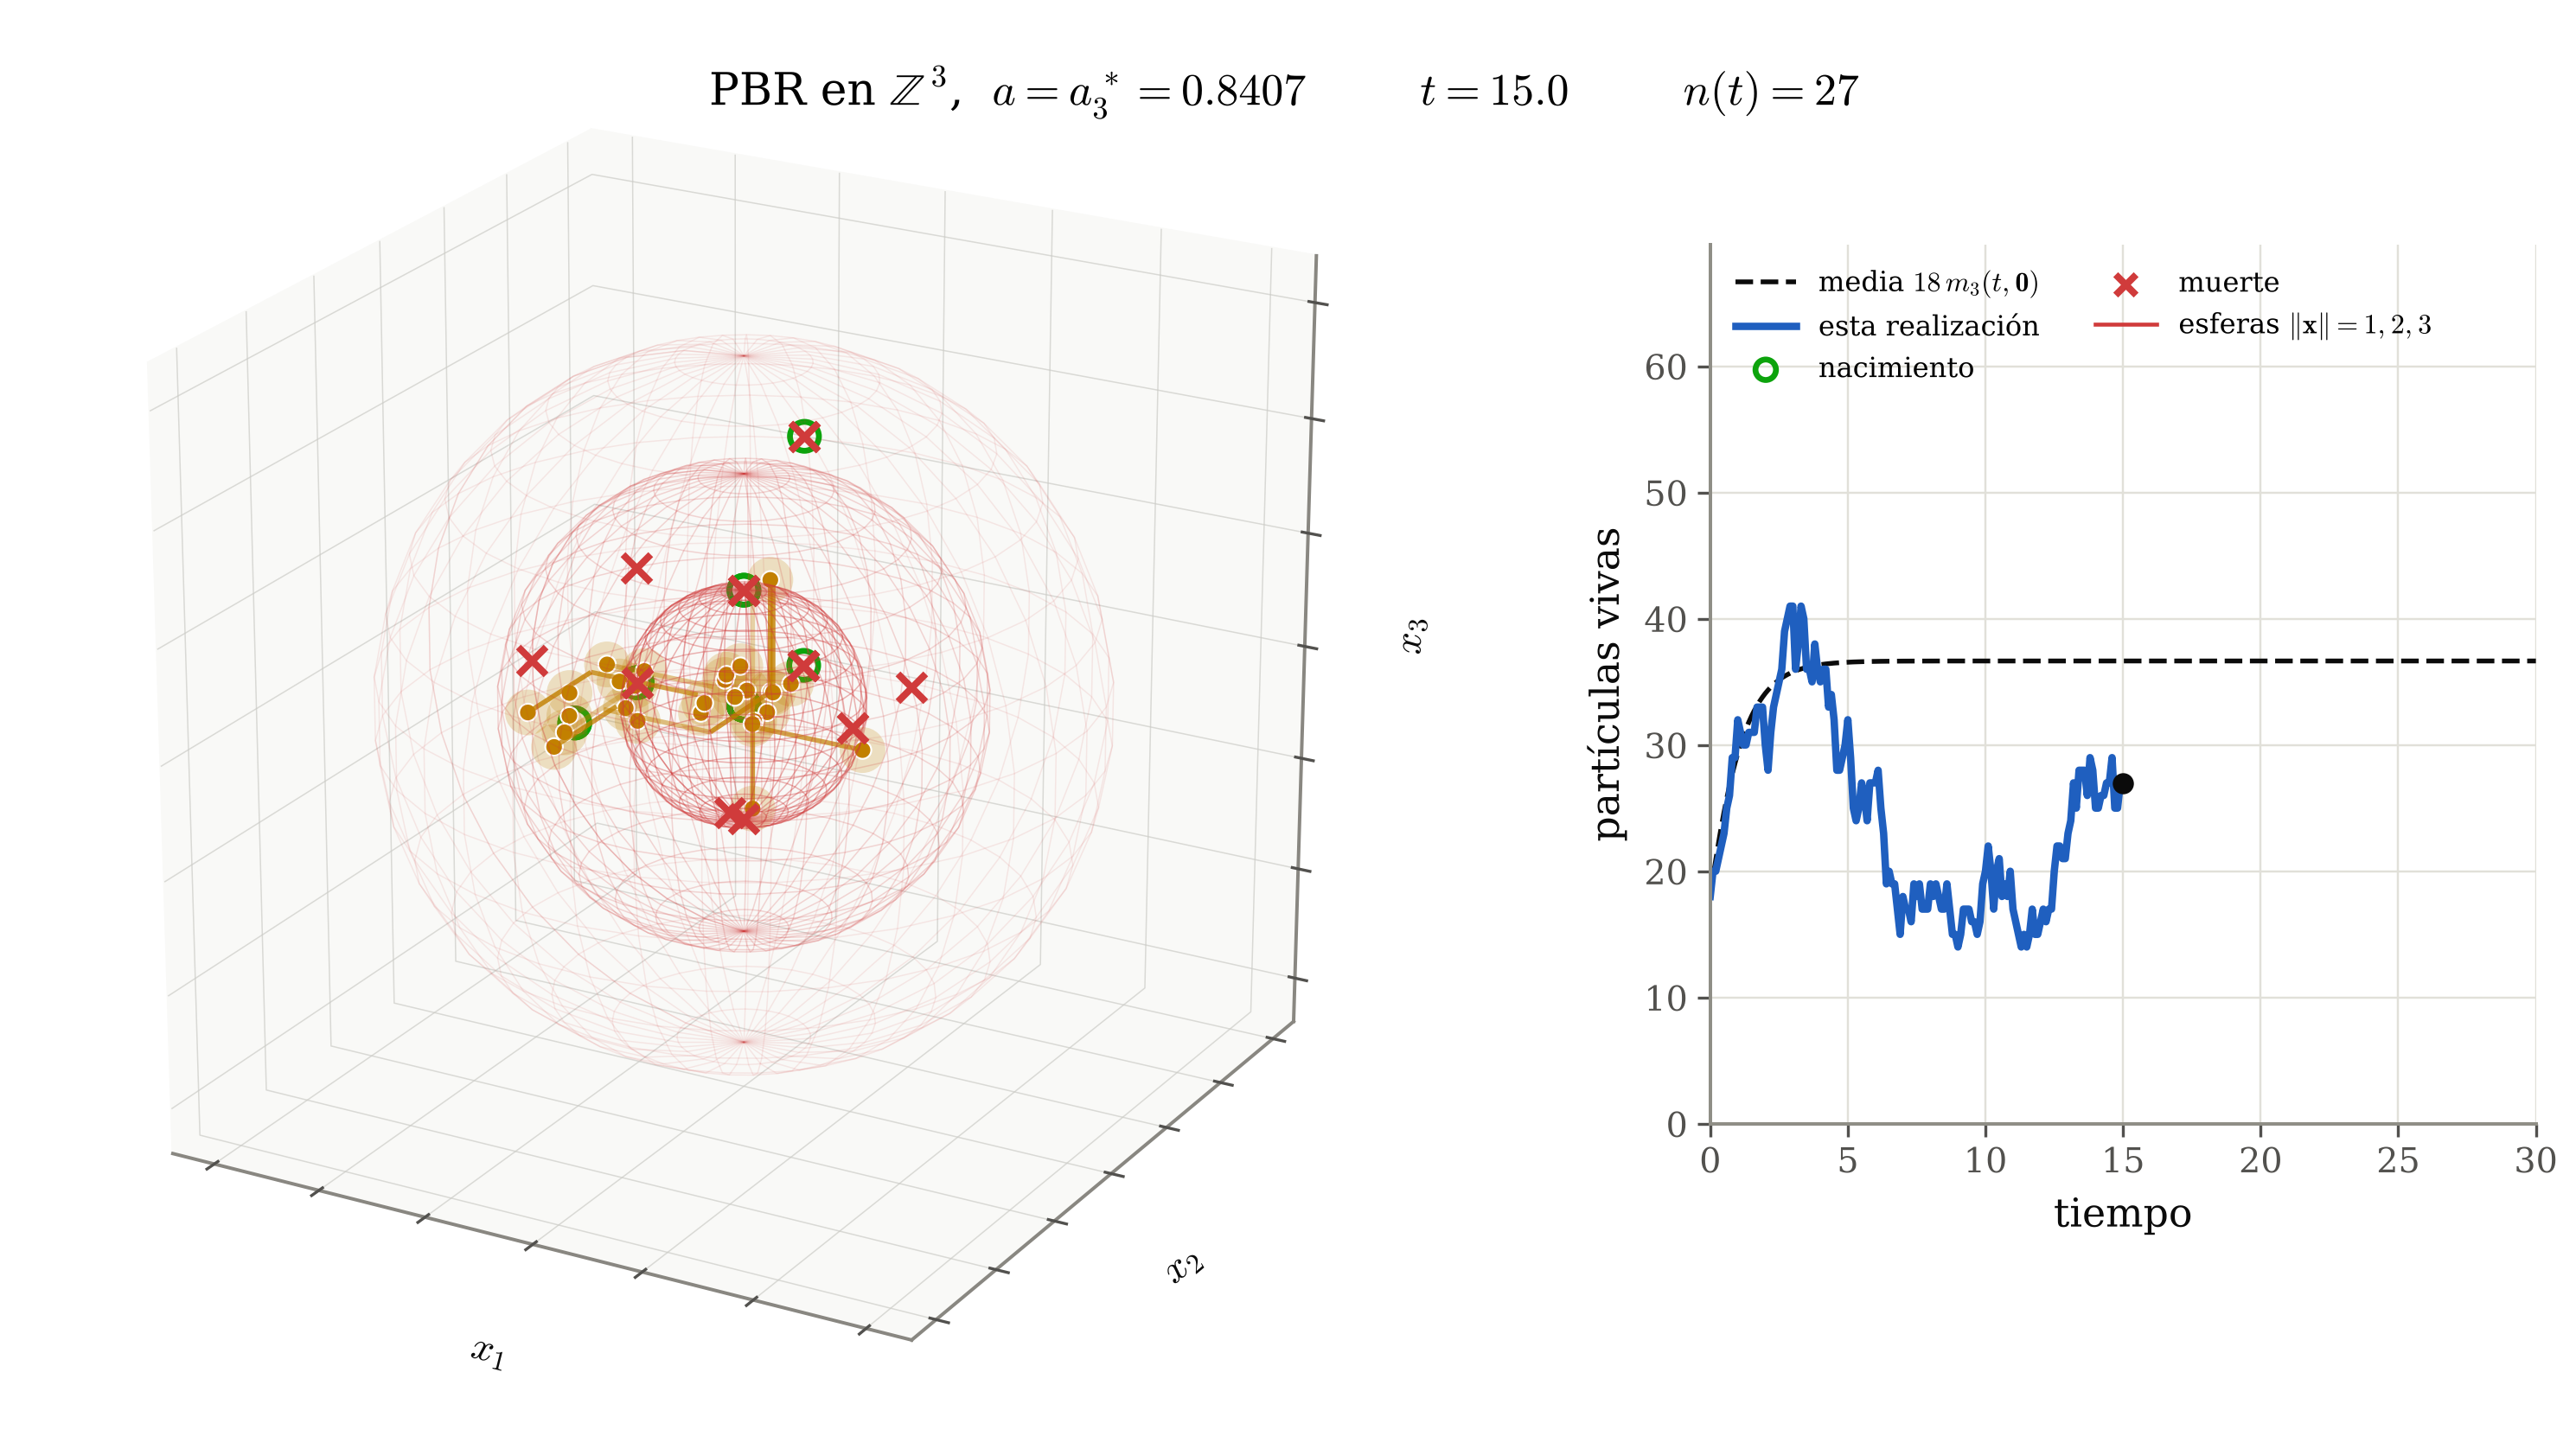 PBR en ℤ³, a = a₃* = 0.8407 t = 15.0 n(t) = 27
x₁
x₂
x₃
media 18 m₃(t, 𝟎)
esta realización
nacimiento
muerte
esferas ‖𝐱‖ = 1, 2, 3
partículas vivas
60
50
40
30
20
10
0
0 5 10 15 20 25 30
tiempo